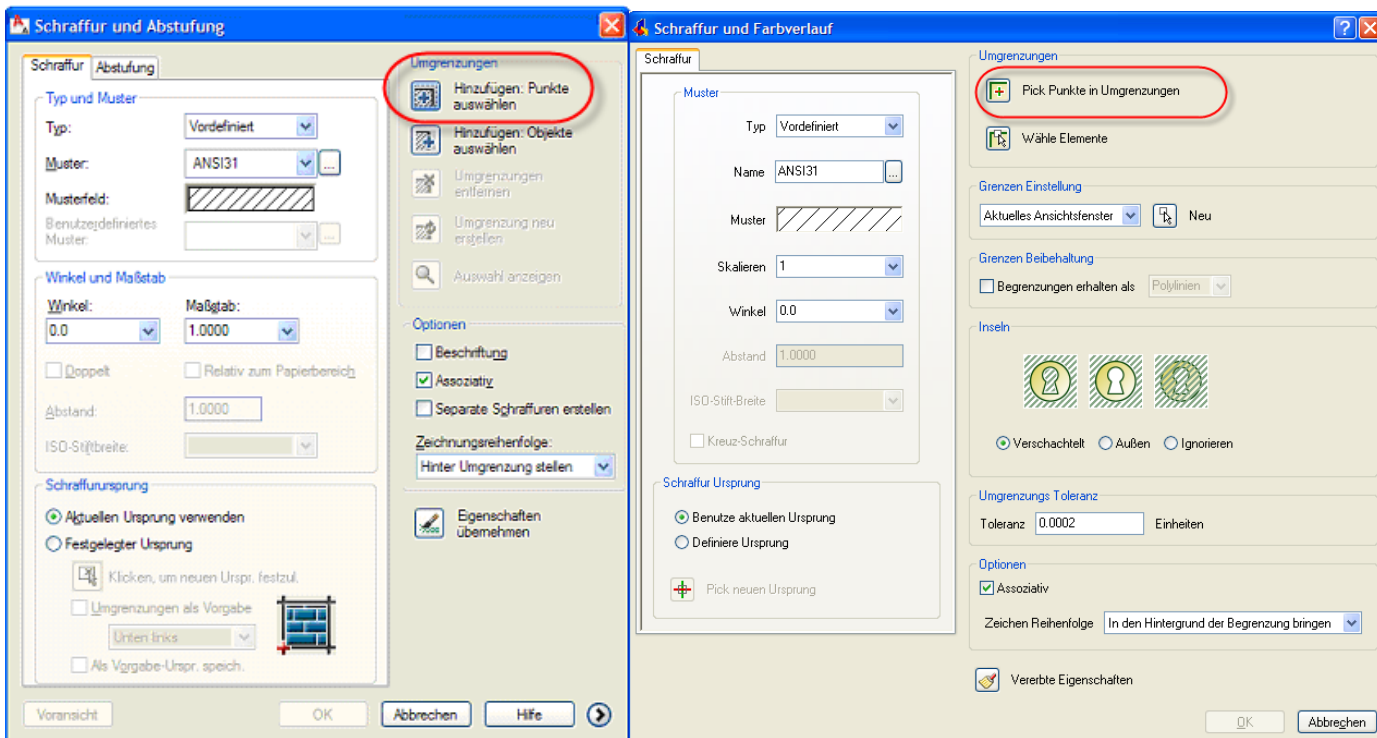 Schraffur und Abstufung
Schraffur
Abstufung
Typ und Muster
Typ:
Vordefiniert
Muster:
ANSI31
...
Musterfeld:
Benutzerdefiniertes
Muster:
...
Winkel und Maßstab
Winkel:
Maßstab:
0.0
1.0000
Doppelt
Relativ zum Papierbereich
Abstand:
1.0000
ISO-Stiftbreite:
Schraffurursprung
Aktuellen Ursprung verwenden
Festgelegter Ursprung
Klicken, um neuen Urspr. festzul.
Umgrenzungen als Vorgabe
Unten links
Als Vorgabe-Urspr. speich.
Umgrenzungen
Hinzufügen: Punkte
auswählen
Hinzufügen: Objekte
auswählen
Umgrenzungen
entfernen
Umgrenzung neu
erstellen
Auswahl anzeigen
Optionen
Beschriftung
Assoziativ
Separate Schraffuren erstellen
Zeichnungsreihenfolge:
Hinter Umgrenzung stellen
Eigenschaften
übernehmen
Voransicht
OK
Abbrechen
Hilfe
Schraffur und Farbverlauf
Schraffur
Muster
Typ
Vordefiniert
Name
ANSI31
...
Muster
Skalieren
1
Winkel
0.0
Abstand
1.0000
ISO-Stift-Breite
Kreuz-Schraffur
Schraffur Ursprung
Benutze aktuellen Ursprung
Definiere Ursprung
Pick neuen Ursprung
Umgrenzungen
Pick Punkte in Umgrenzungen
Wähle Elemente
Grenzen Einstellung
Aktuelles Ansichtsfenster
Neu
Grenzen Beibehaltung
Begrenzungen erhalten als
Polylinien
Inseln
Verschachtelt
Außen
Ignorieren
Umgrenzungs Toleranz
Toleranz
0.0002
Einheiten
Optionen
Assoziativ
Zeichen Reihenfolge
In den Hintergrund der Begrenzung bringen
Vererbte Eigenschaften
OK
Abbrechen